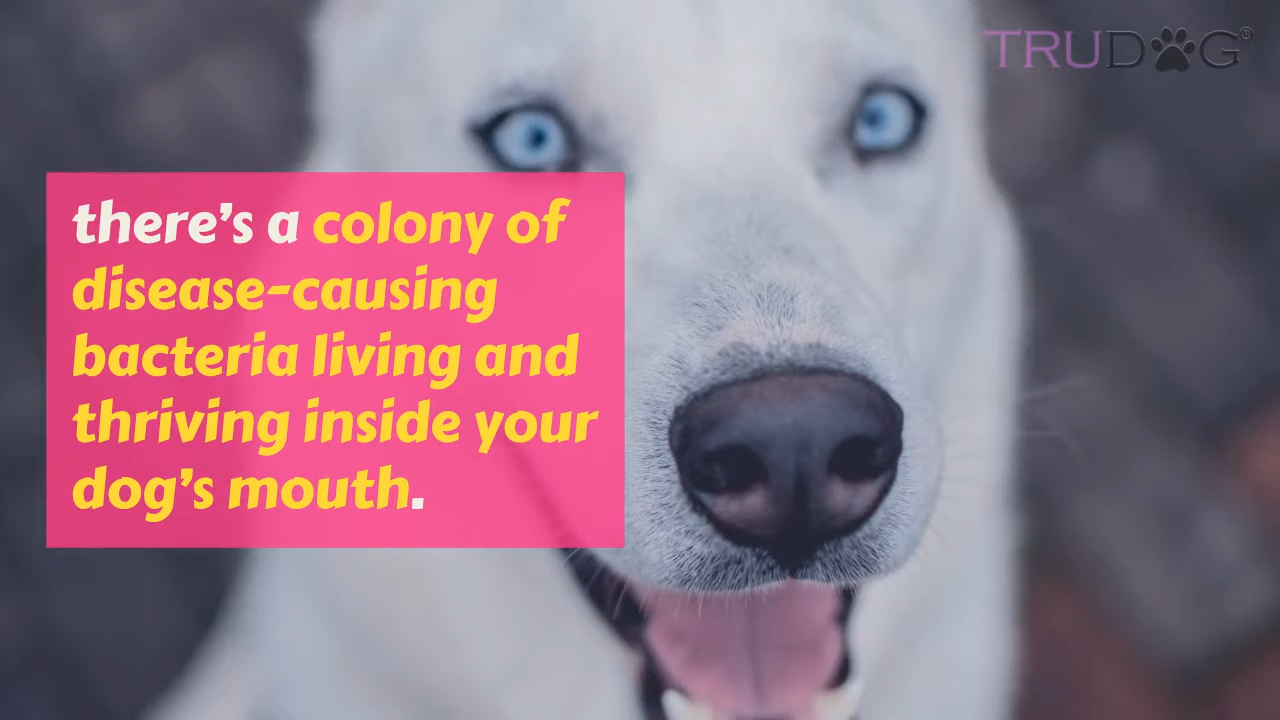 TRUDOG®
there's a colony of
disease-causing
bacteria living and
thriving inside your
dog's mouth.